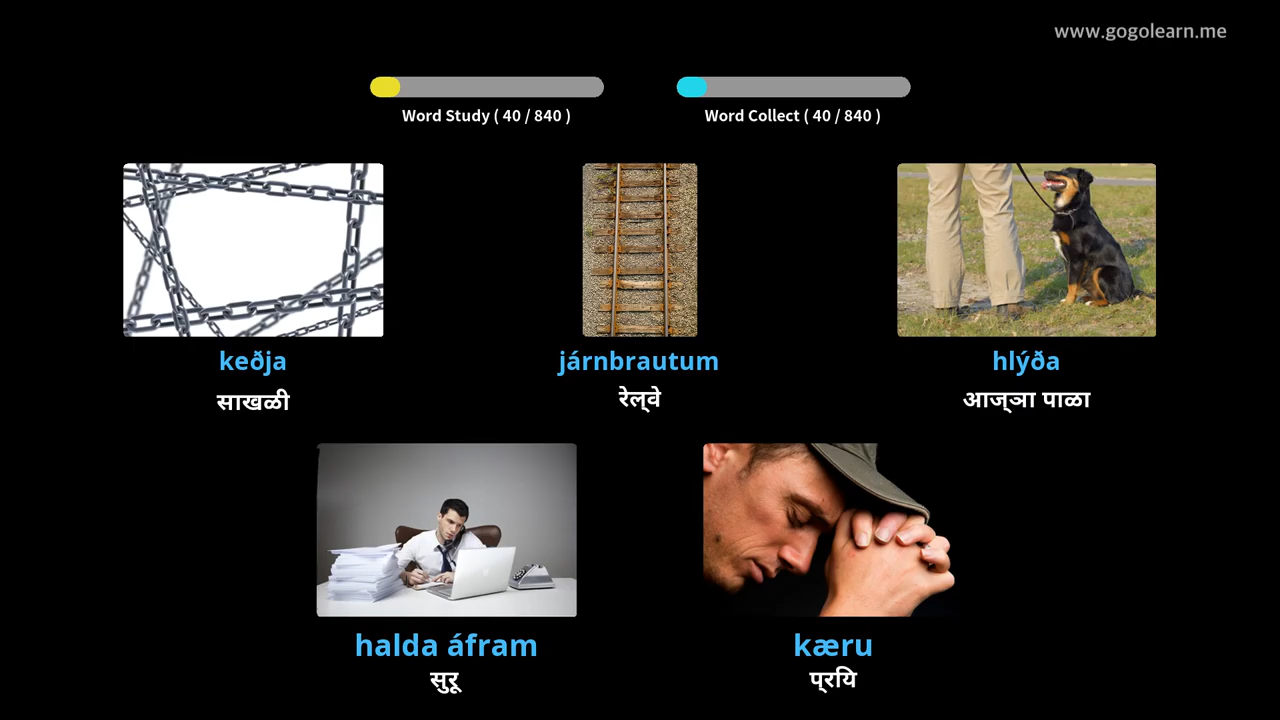 www.gogolearn.me
Word Study ( 40 / 840 )
Word Collect ( 40 / 840 )
keðja
साखळी
járnbrautum
रेल्‌वे
hlýða
आज्‌ञा पाळा
halda áfram
सुरू
kæru
प्‌रयि